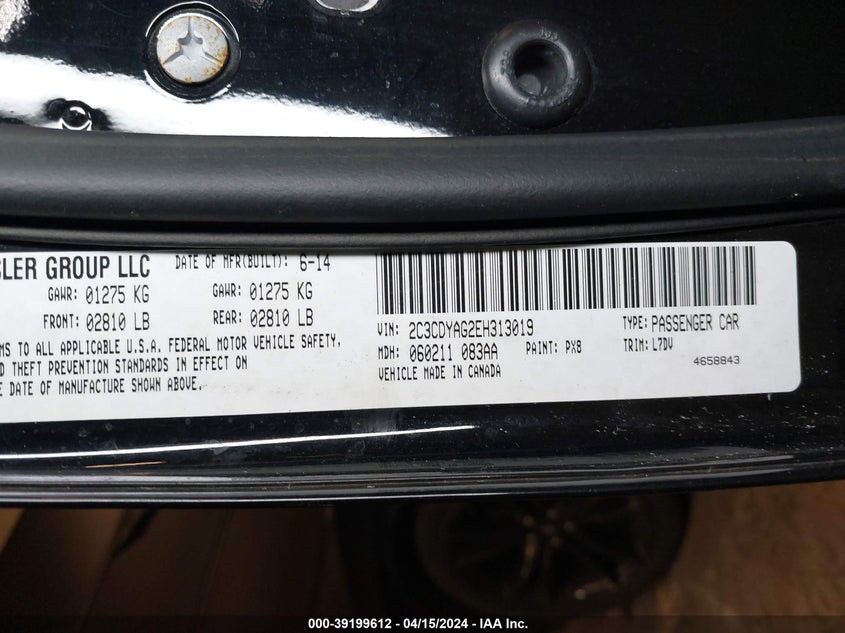 SLER GROUP LLC DATE OF MFR(BUILT): 6-14
GAWR: 01275 KG GAWR: 01275 KG
FRONT: 02810 LB REAR: 02810 LB
MS TO ALL APPLICABLE U.S.A. FEDERAL MOTOR VEHICLE SAFETY,
D THEFT PREVENTION STANDARDS IN EFFECT ON
E DATE OF MANUFACTURE SHOWN ABOVE.
VIN: 2C3CDYAG2EH313019 TYPE: PASSENGER CAR
MDH: 060211 083AA PAINT: PX8 TRIM: L7DV
VEHICLE MADE IN CANADA 4658843
000-39199612 - 04/15/2024 - IAA Inc.